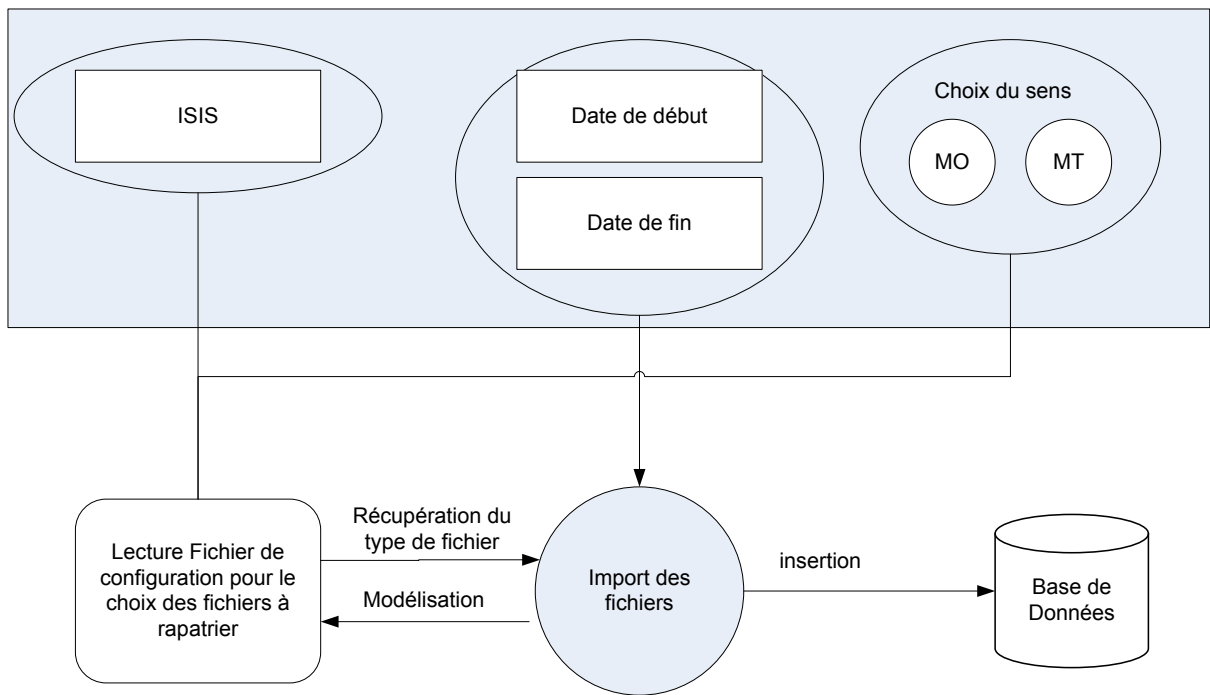 ISIS
Date de début
Date de fin
Choix du sens
MO
MT
Lecture Fichier de
configuration pour le
choix des fichiers à
rapatrier
Récupération du
type de fichier
Modélisation
Import des
fichiers
insertion
Base de
Données